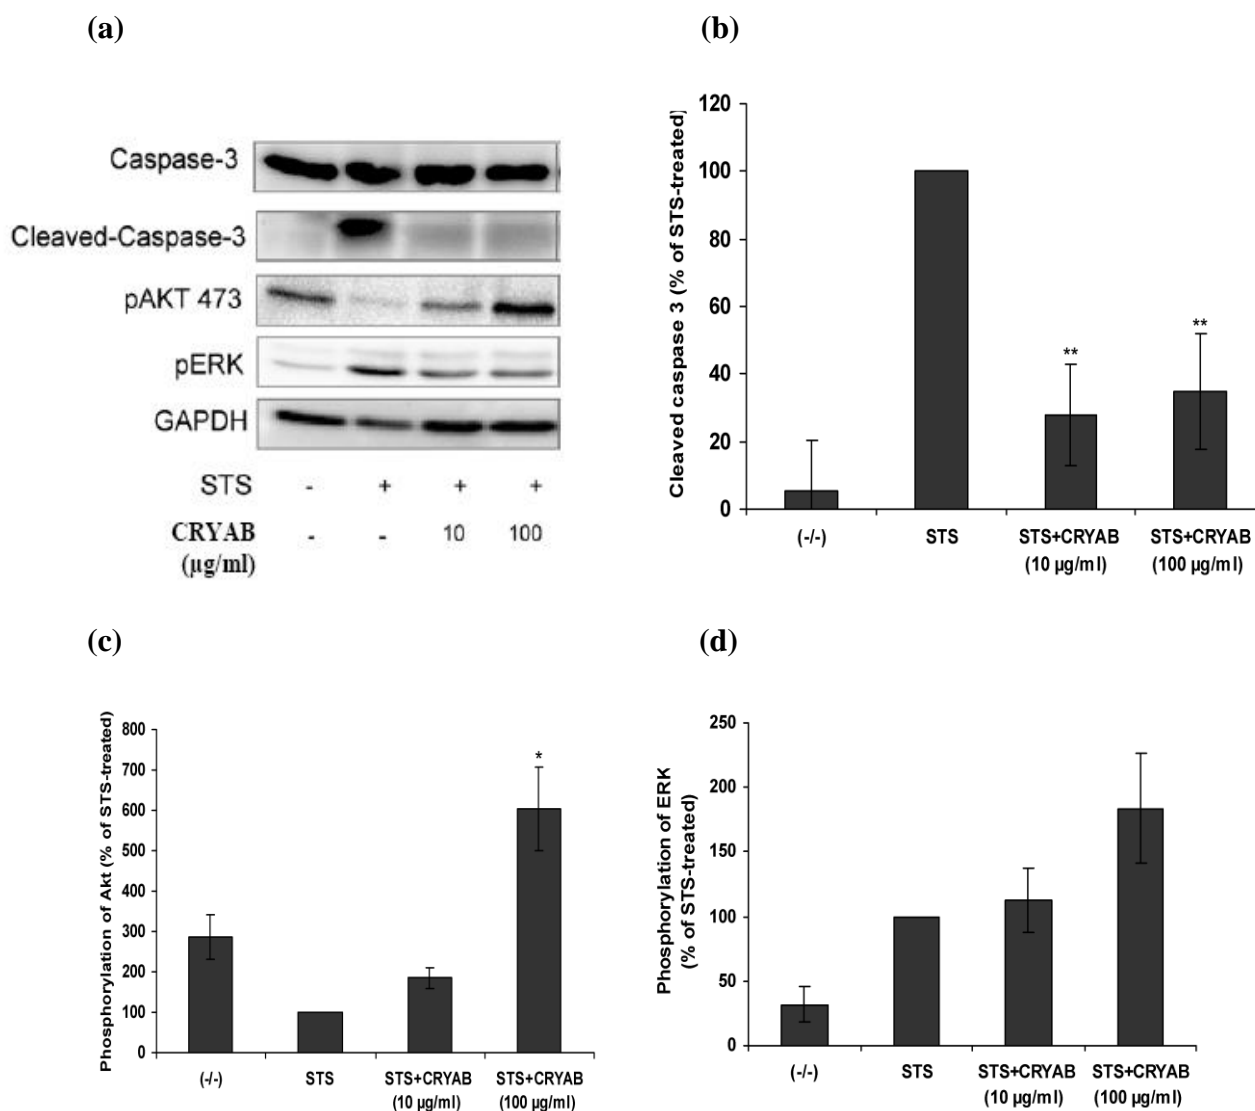 (a)
Caspase-3
Cleaved-Caspase-3
pAKT 473
pERK
GAPDH
STS - + + +
CRYAB - - 10 100
(µg/ml)
(b)
Cleaved caspase 3 (% of STS-treated)
120
100
80
60
40
20
0
**
**
(-/-) STS STS+CRYAB STS+CRYAB
(10 µg/ml) (100 µg/ml)
(c)
Phosphorylation of Akt (% of STS-treated)
800
700
600
500
400
300
200
100
0
*
(-/-) STS STS+CRYAB STS+CRYAB
(10 µg/ml) (100 µg/ml)
(d)
Phosphorylation of ERK
(% of STS-treated)
250
200
150
100
50
0
(-/-) STS STS+CRYAB STS+CRYAB
(10 µg/ml) (100 µg/ml)